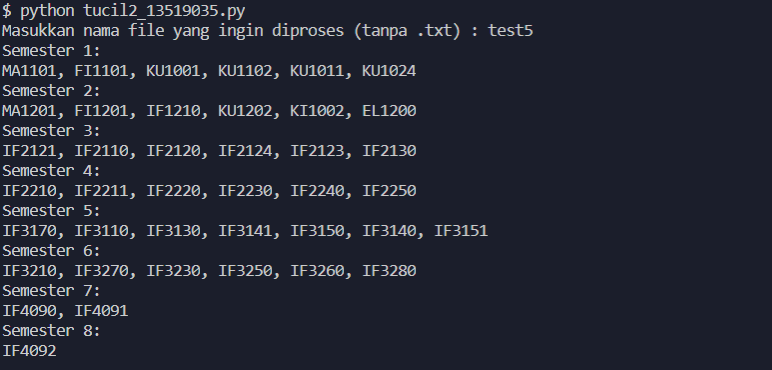 $ python tucil2_13519035.py
Masukkan nama file yang ingin diproses (tanpa .txt) : test5
Semester 1:
MA1101, FI1101, KU1001, KU1102, KU1011, KU1024
Semester 2:
MA1201, FI1201, IF1210, KU1202, KI1002, EL1200
Semester 3:
IF2121, IF2110, IF2120, IF2124, IF2123, IF2130
Semester 4:
IF2210, IF2211, IF2220, IF2230, IF2240, IF2250
Semester 5:
IF3170, IF3110, IF3130, IF3141, IF3150, IF3140, IF3151
Semester 6:
IF3210, IF3270, IF3230, IF3250, IF3260, IF3280
Semester 7:
IF4090, IF4091
Semester 8:
IF4092